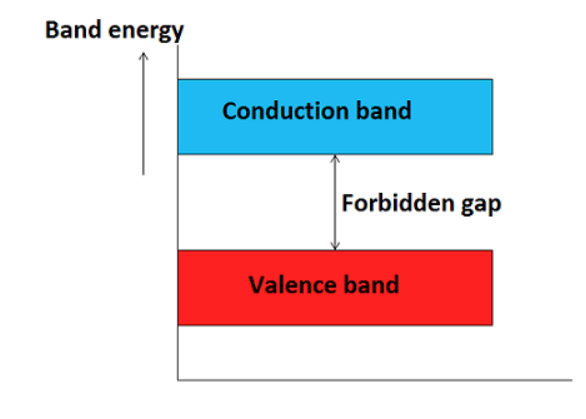 Band energy
Conduction band
Forbidden gap
Valence band